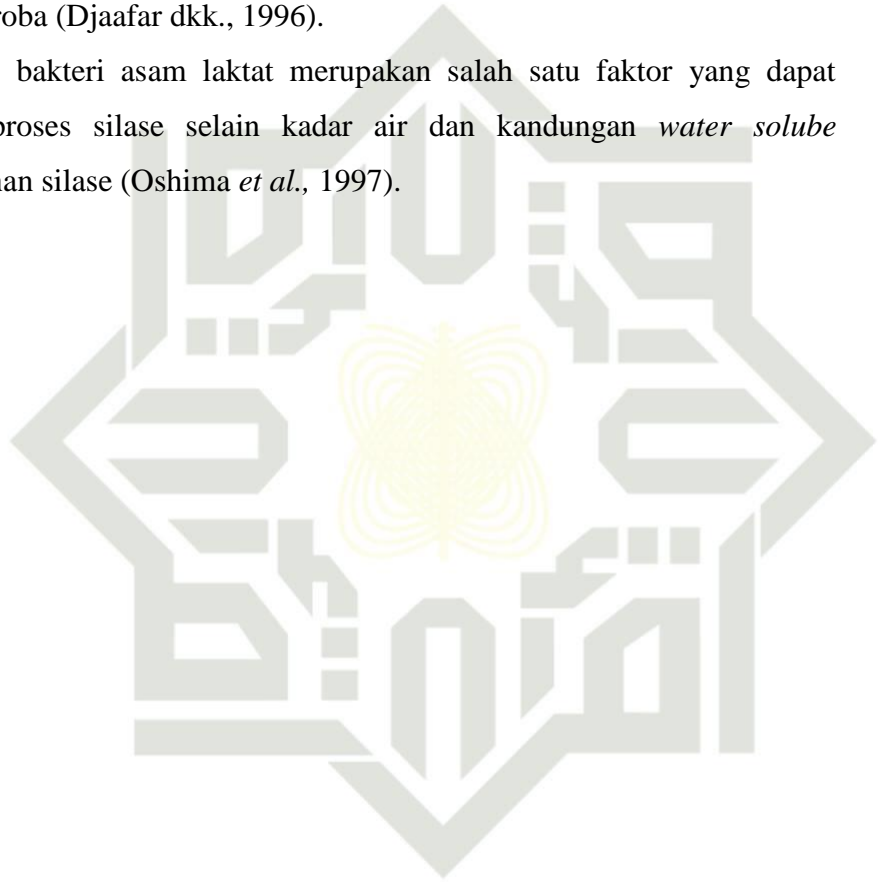 roba (Djaafar dkk., 1996).
bakteri asam laktat merupakan salah satu faktor yang dapat
proses silase selain kadar air dan kandungan water solube
an silase (Oshima et al., 1997).